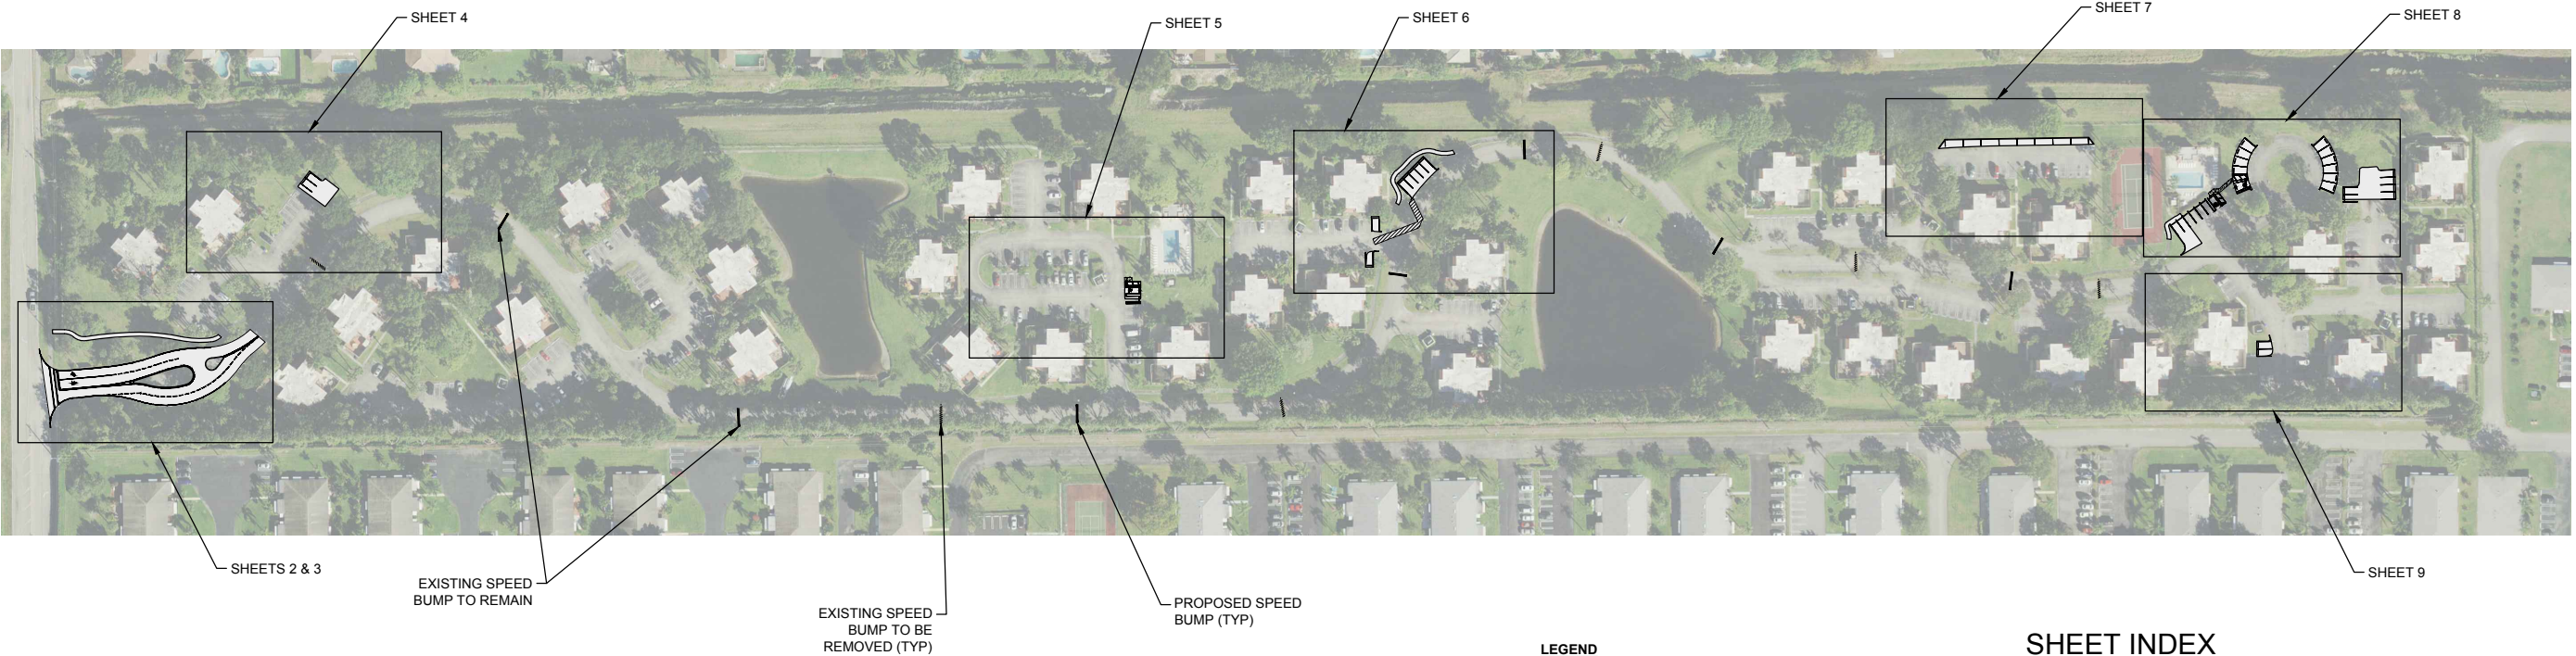 SHEET 4
SHEET 5
SHEET 6
SHEET 7
SHEET 8
SHEETS 2 & 3
EXISTING SPEED
BUMP TO REMAIN
EXISTING SPEED
BUMP TO BE
REMOVED (TYP)
PROPOSED SPEED
BUMP (TYP)
SHEET 9
LEGEND
SHEET INDEX